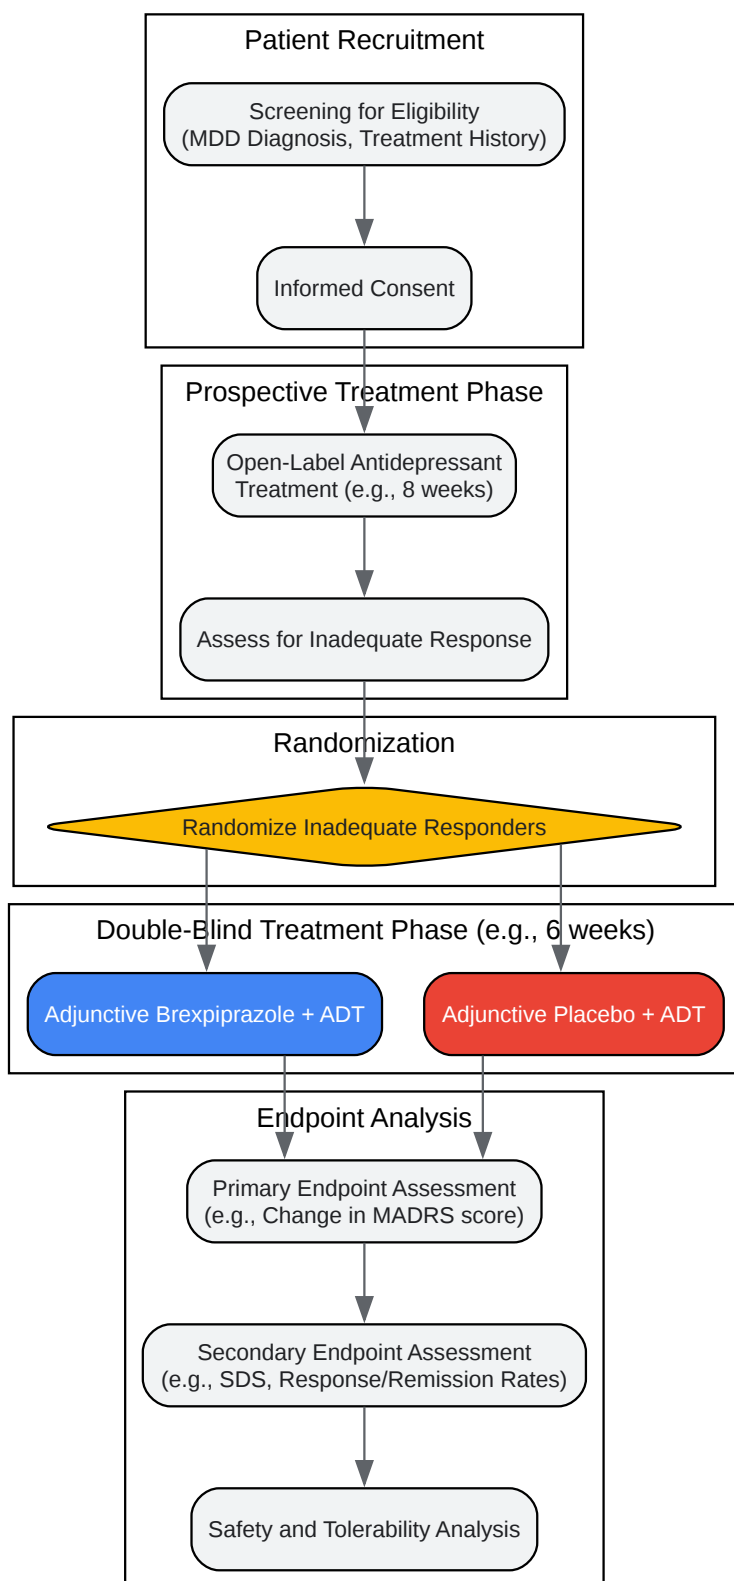 Patient Recruitment
Screening for Eligibility
(MDD Diagnosis, Treatment History)
Informed Consent
Prospective Treatment Phase
Open-Label Antidepressant
Treatment (e.g., 8 weeks)
Assess for Inadequate Response
Randomization
Randomize Inadequate Responders
Double-Blind Treatment Phase (e.g., 6 weeks)
Adjunctive Brexpiprazole + ADT
Adjunctive Placebo + ADT
Endpoint Analysis
Primary Endpoint Assessment
(e.g., Change in MADRS score)
Secondary Endpoint Assessment
(e.g., SDS, Response/Remission Rates)
Safety and Tolerability Analysis